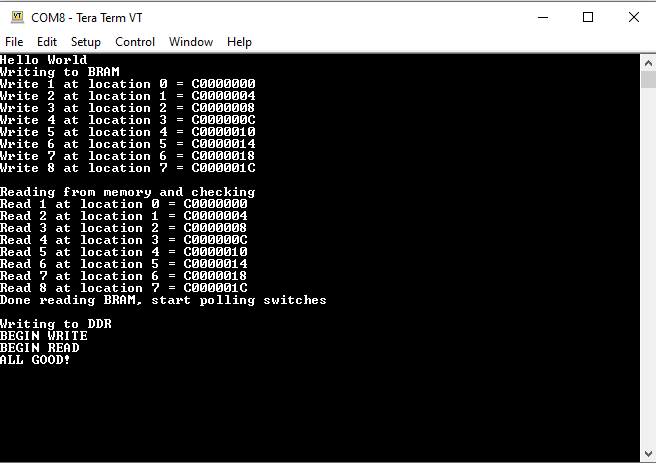 COM8 - Tera Term VT
File Edit Setup Control Window Help
Hello World
Writing to BRAM
Write 1 at location 0 = C0000000
Write 2 at location 1 = C0000004
Write 3 at location 2 = C0000008
Write 4 at location 3 = C000000C
Write 5 at location 4 = C0000010
Write 6 at location 5 = C0000014
Write 7 at location 6 = C0000018
Write 8 at location 7 = C000001C
Reading from memory and checking
Read 1 at location 0 = C0000000
Read 2 at location 1 = C0000004
Read 3 at location 2 = C0000008
Read 4 at location 3 = C000000C
Read 5 at location 4 = C0000010
Read 6 at location 5 = C0000014
Read 7 at location 6 = C0000018
Read 8 at location 7 = C000001C
Done reading BRAM, start polling switches
Writing to DDR
BEGIN WRITE
BEGIN READ
ALL GOOD!